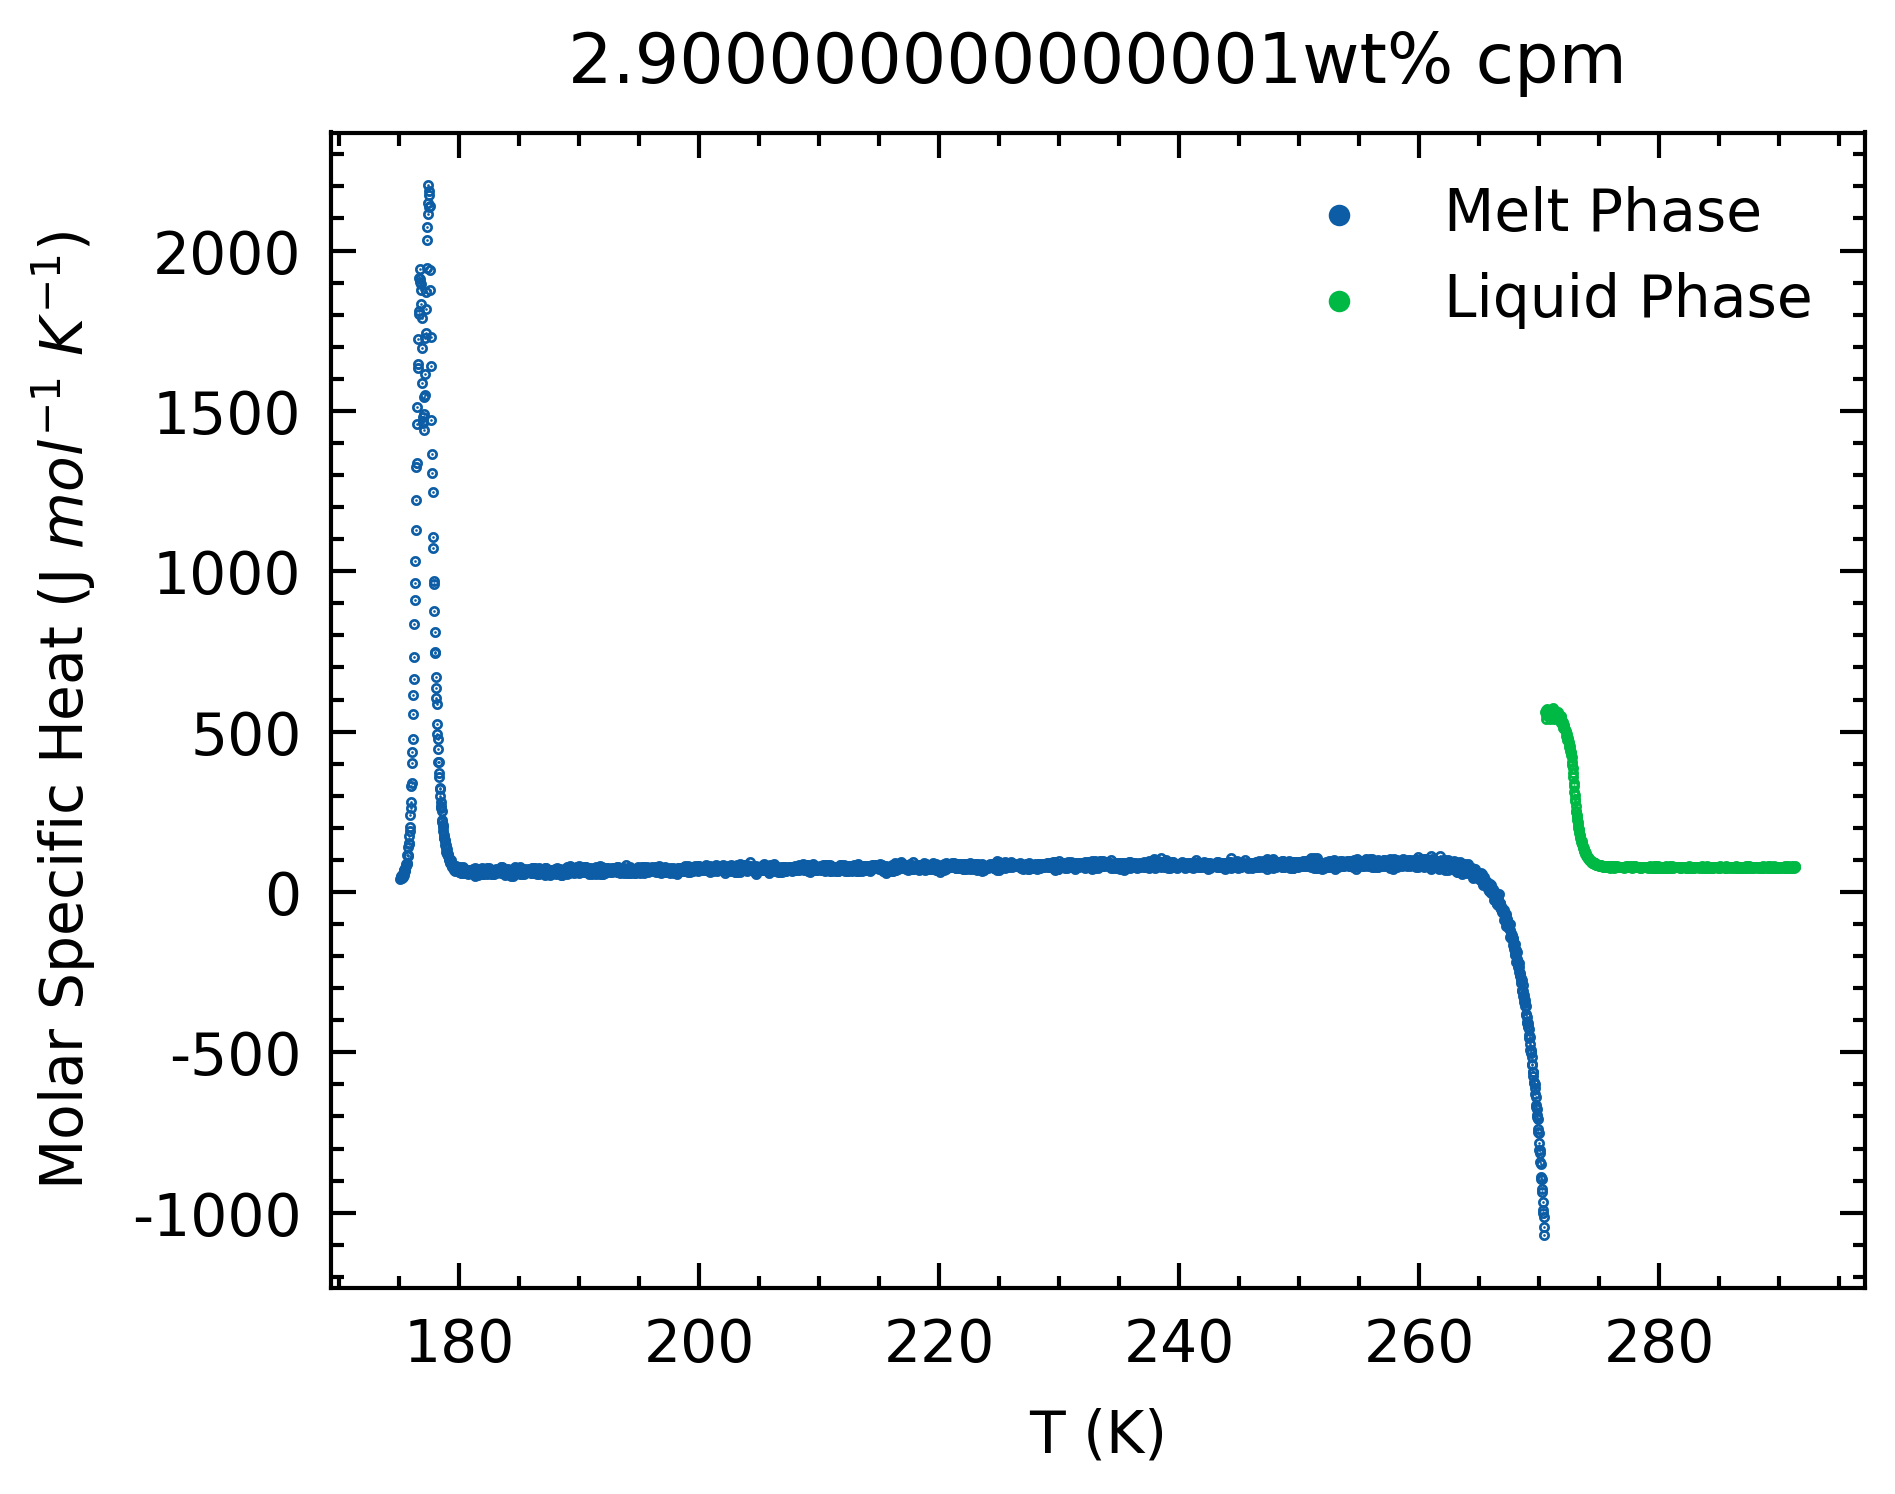 2.9000000000000001wt% cpm
Melt Phase
Liquid Phase
Molar Specific Heat (J mol⁻¹ K⁻¹)
2000
1500
1000
500
0
-500
-1000
180 200 220 240 260 280
T (K)